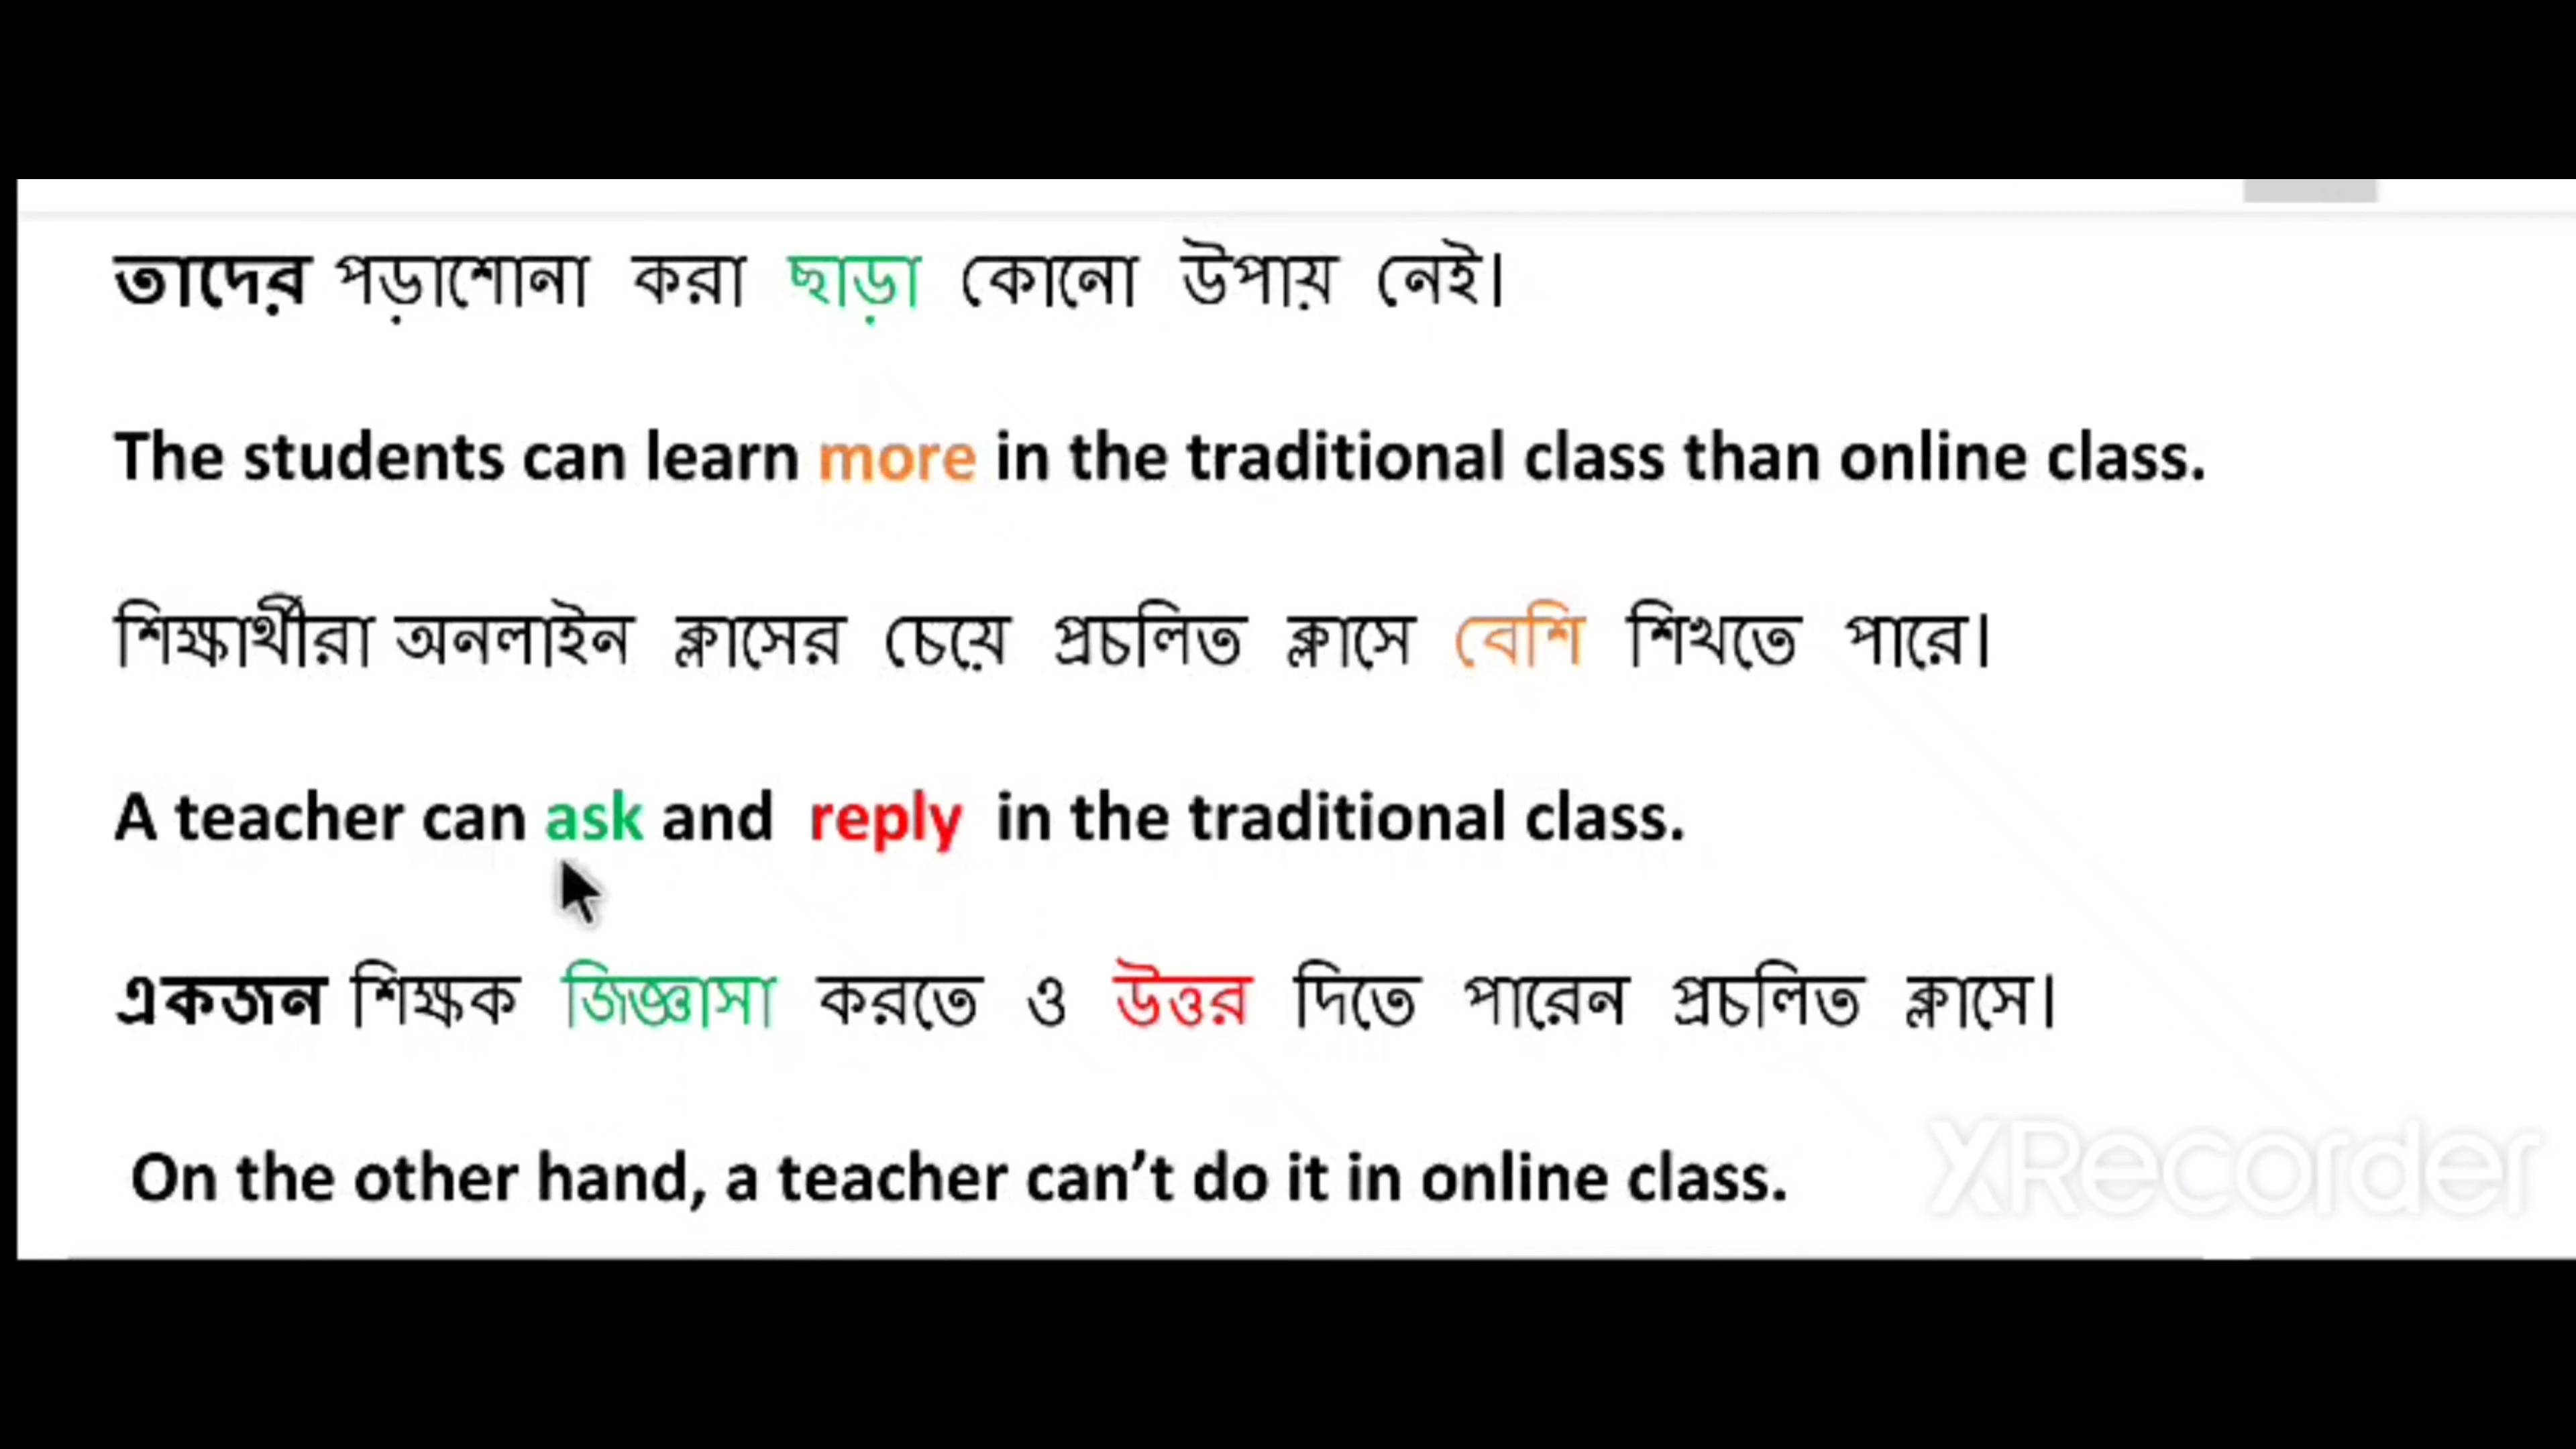 তাদের পড়াশোনা করা ছাড়া কোনো উপায় নেই।
The students can learn more in the traditional class than online class.
শিক্ষার্থীরা অনলাইন ক্লাসের চেয়ে প্রচলিত ক্লাসে বেশি শিখতে পারে।
A teacher can ask and reply in the traditional class.
একজন শিক্ষক জিজ্ঞাসা করতে ও উত্তর দিতে পারেন প্রচলিত ক্লাসে।
On the other hand, a teacher can’t do it in online class.
XRecorder